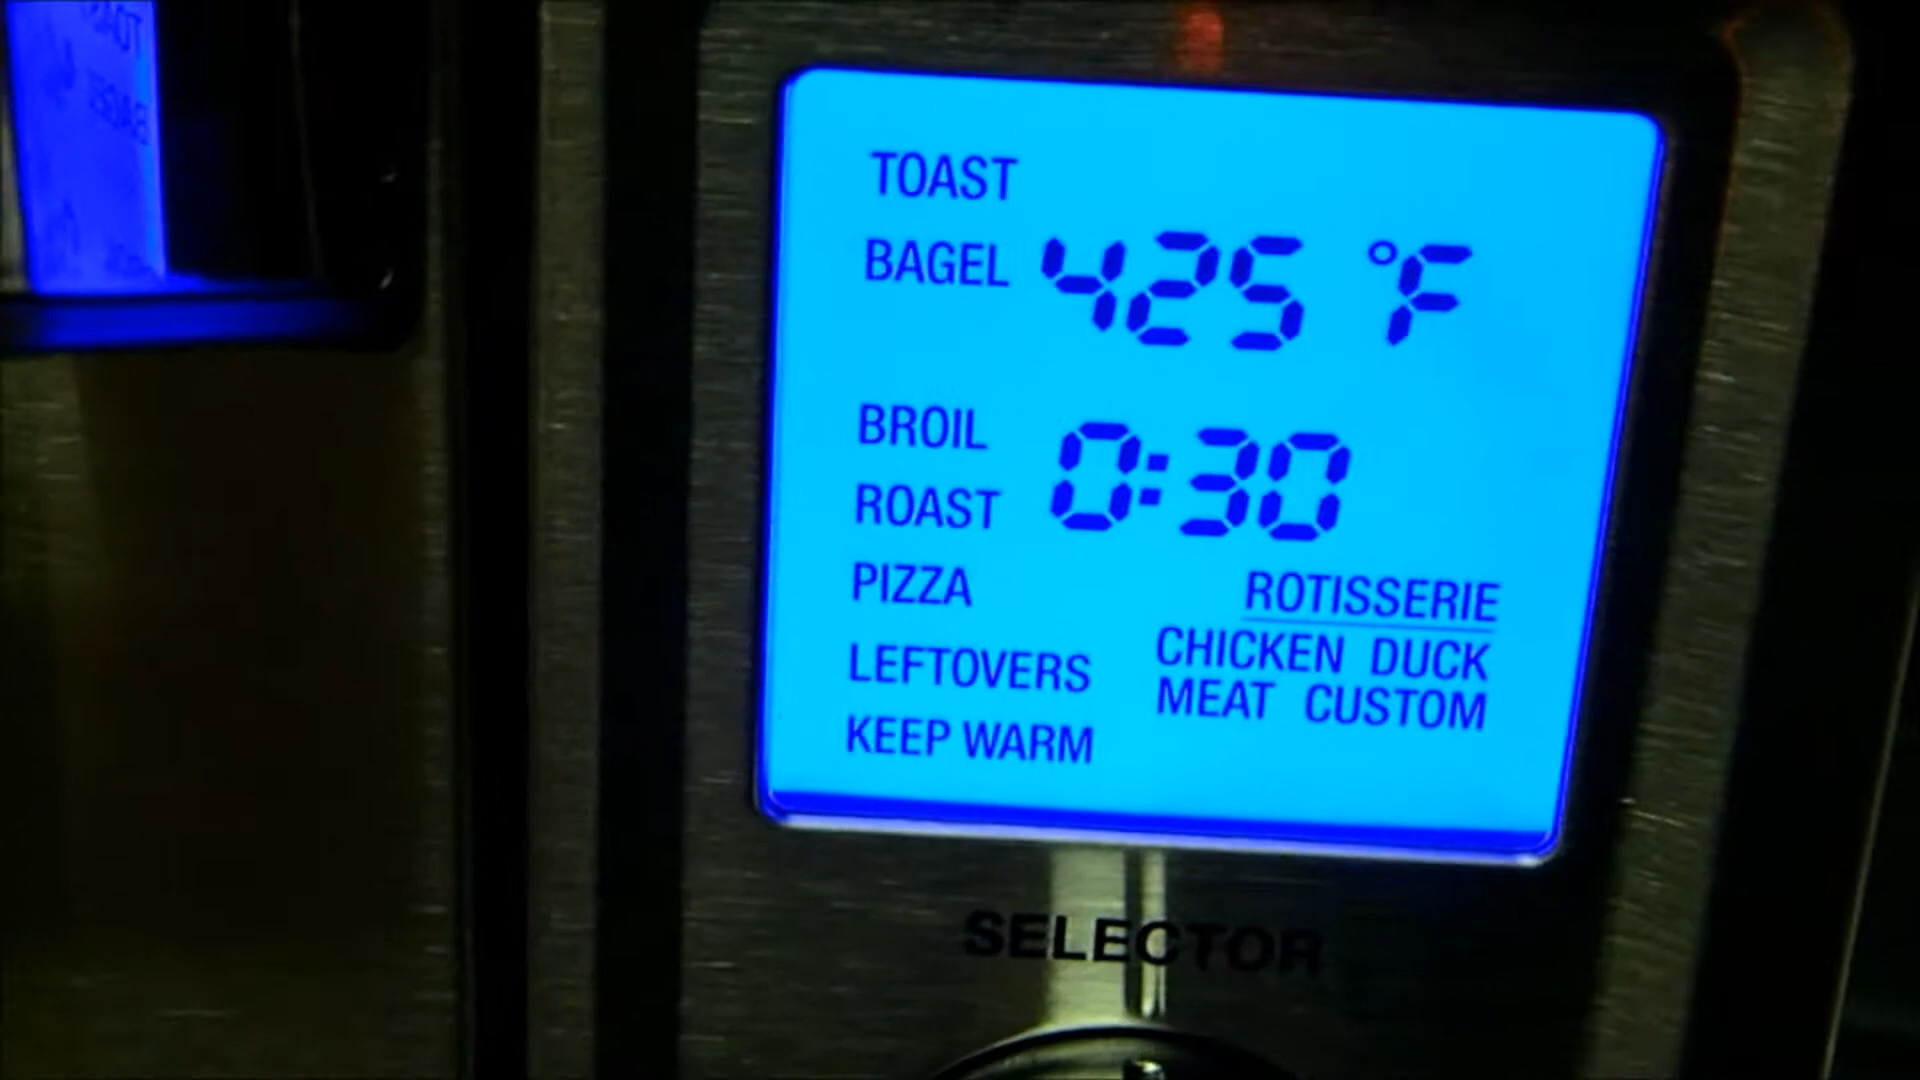 TOAST
BAGEL 425 °F
BROIL
0:30
ROAST
PIZZA
ROTISSERIE
LEFTOVERS
CHICKEN DUCK
MEAT CUSTOM
KEEP WARM
SELECTOR